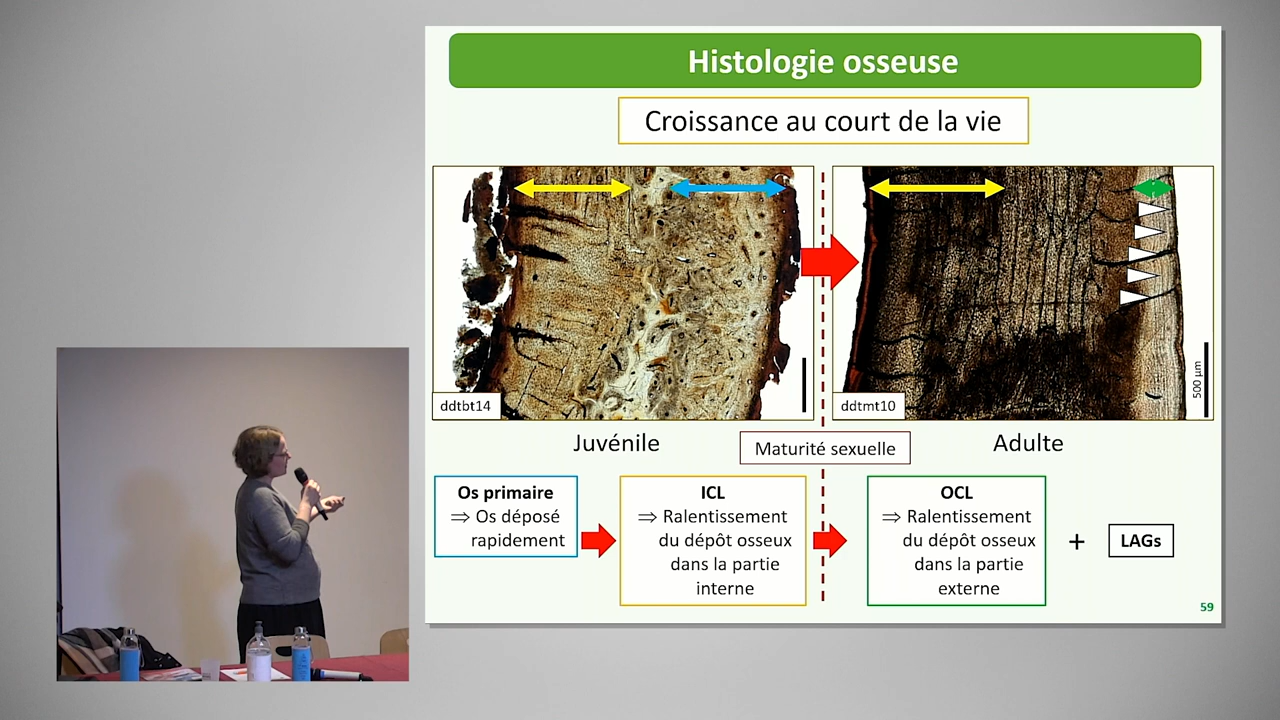 Histologie osseuse
Croissance au court de la vie
ddtbt14
ddtmt10
500 µm
Juvénile
Maturité sexuelle
Adulte
Os primaire
⇒ Os déposé
rapidement
ICL
⇒ Ralentissement
du dépôt osseux
dans la partie
interne
OCL
⇒ Ralentissement
du dépôt osseux
dans la partie
externe
+
LAGs
59